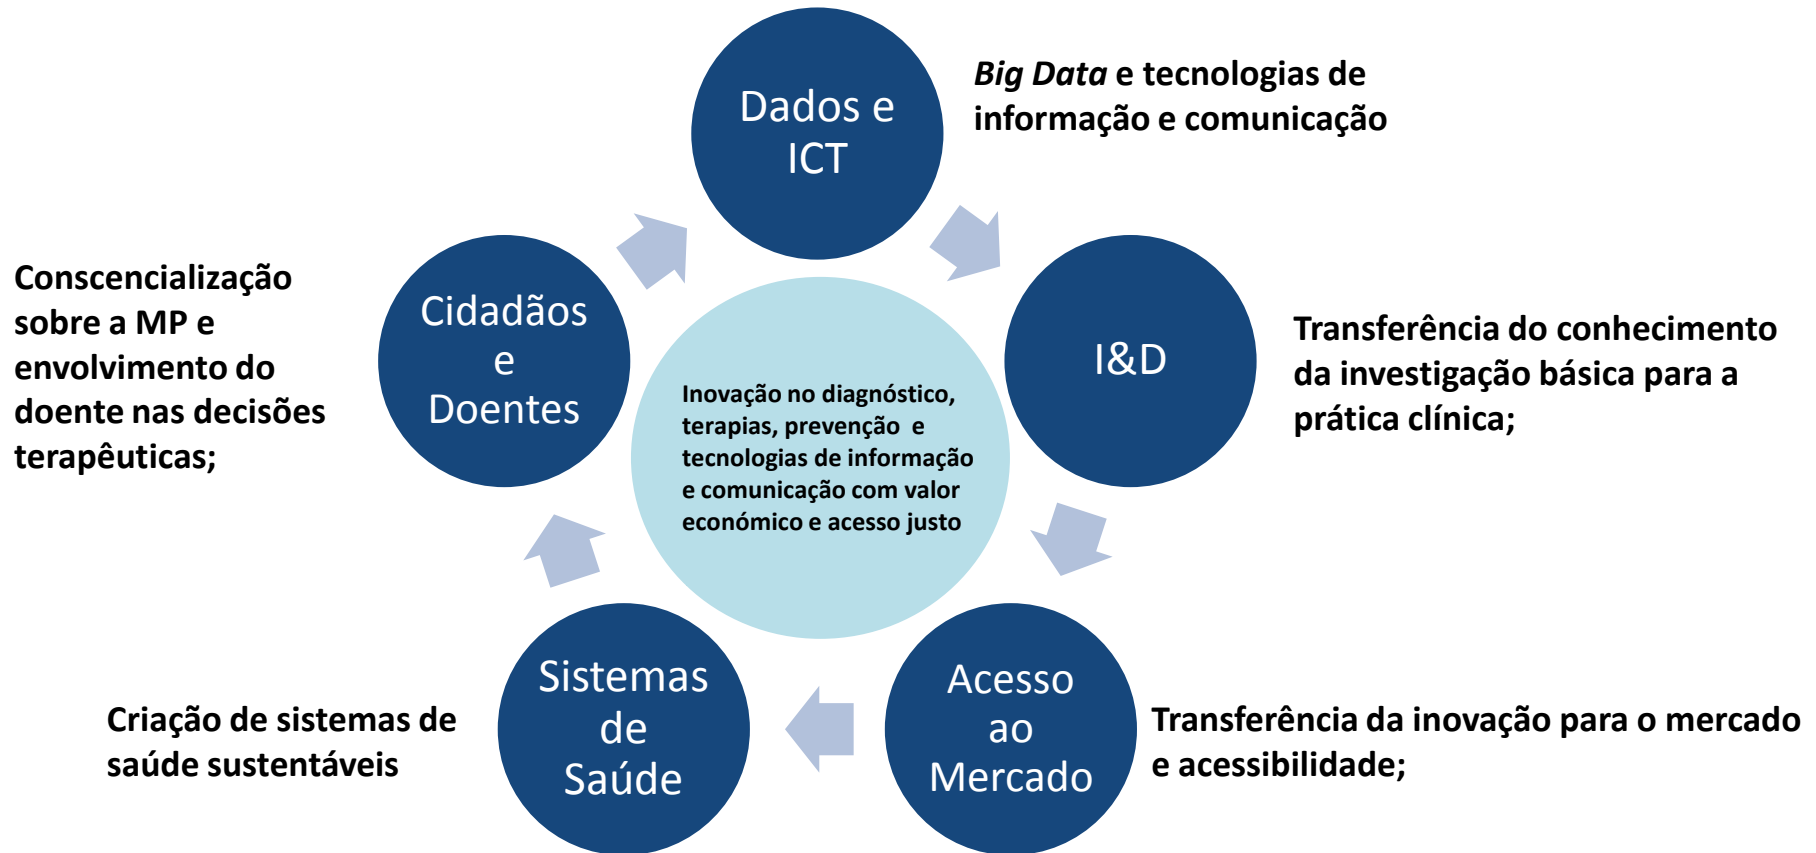 Dados e
ICT
Big Data e tecnologias de
informação e comunicação
I&D
Transferência do conhecimento
da investigação básica para a
prática clínica;
Acesso
ao
Mercado
Transferência da inovação para o mercado
e acessibilidade;
Sistemas
de
Saúde
Criação de sistemas de
saúde sustentáveis
Cidadãos
e
Doentes
Conscencialização
sobre a MP e
envolvimento do
doente nas decisões
terapêuticas;
Inovação no diagnóstico,
terapias, prevenção e
tecnologias de informação
e comunicação com valor
económico e acesso justo